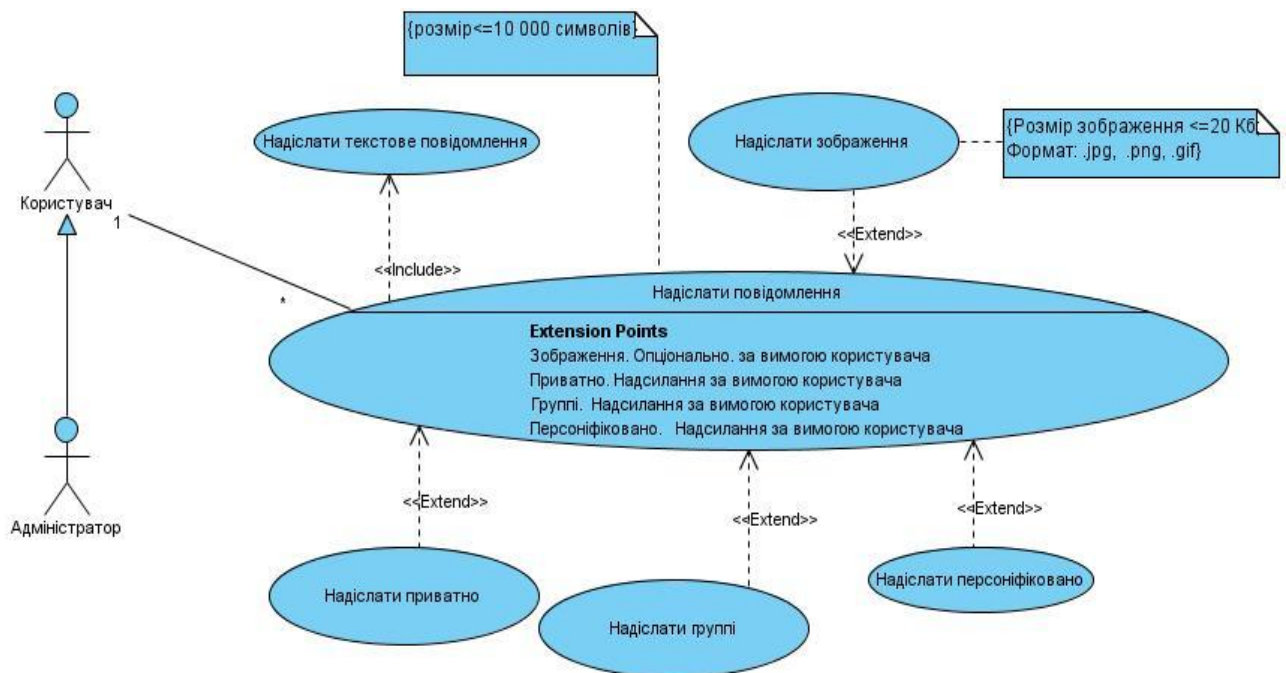 {розмір<=10 000 символів}
Надіслати текстове повідомлення
Надіслати зображення
{Розмір зображення <=20 Кб
Формат: .jpg, .png, .gif}
Користувач
1
<<Extend>>
<<Include>>
*
Надіслати повідомлення
Extension Points
Зображення. Опціонально. за вимогою користувача
Приватно. Надсилання за вимогою користувача
Группі. Надсилання за вимогою користувача
Персоніфіковано. Надсилання за вимогою користувача
Адміністратор
<<Extend>>
<<Extend>>
<<Extend>>
Надіслати приватно
Надіслати группі
Надіслати персоніфіковано